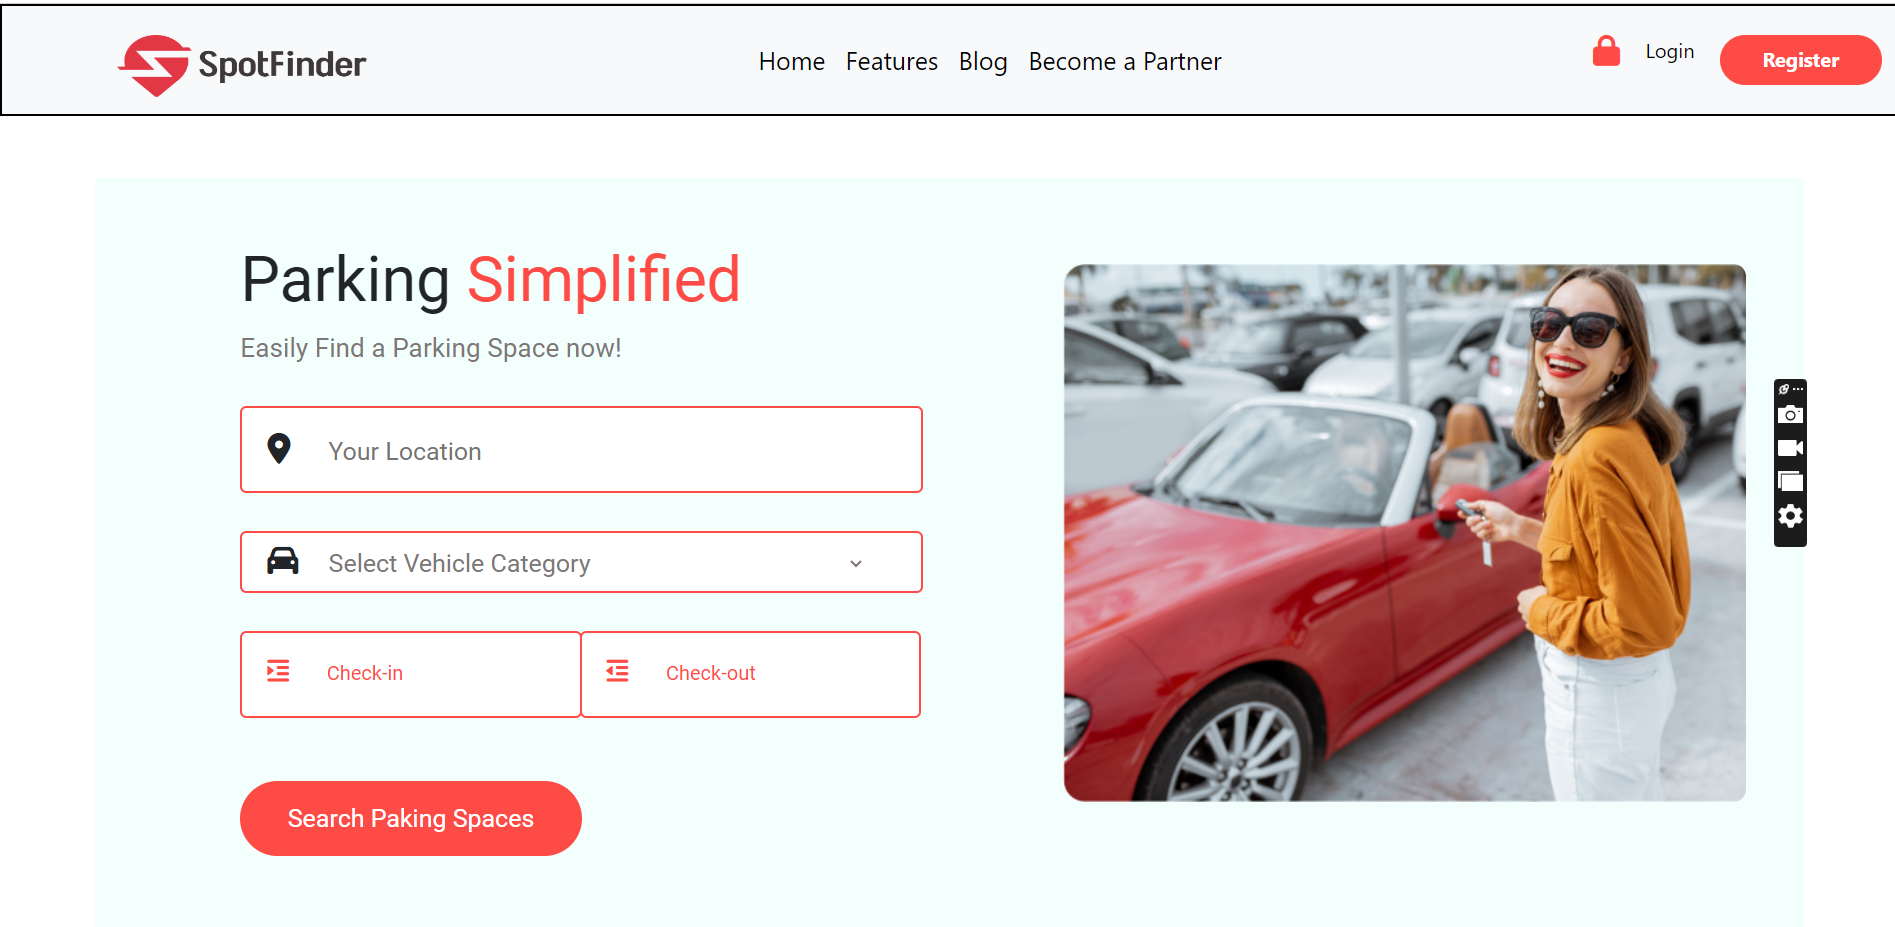 SpotFinder
Home Features Blog Become a Partner
Login
Register
Parking Simplified
Easily Find a Parking Space now!
Your Location
Select Vehicle Category
Check-in
Check-out
Search Paking Spaces